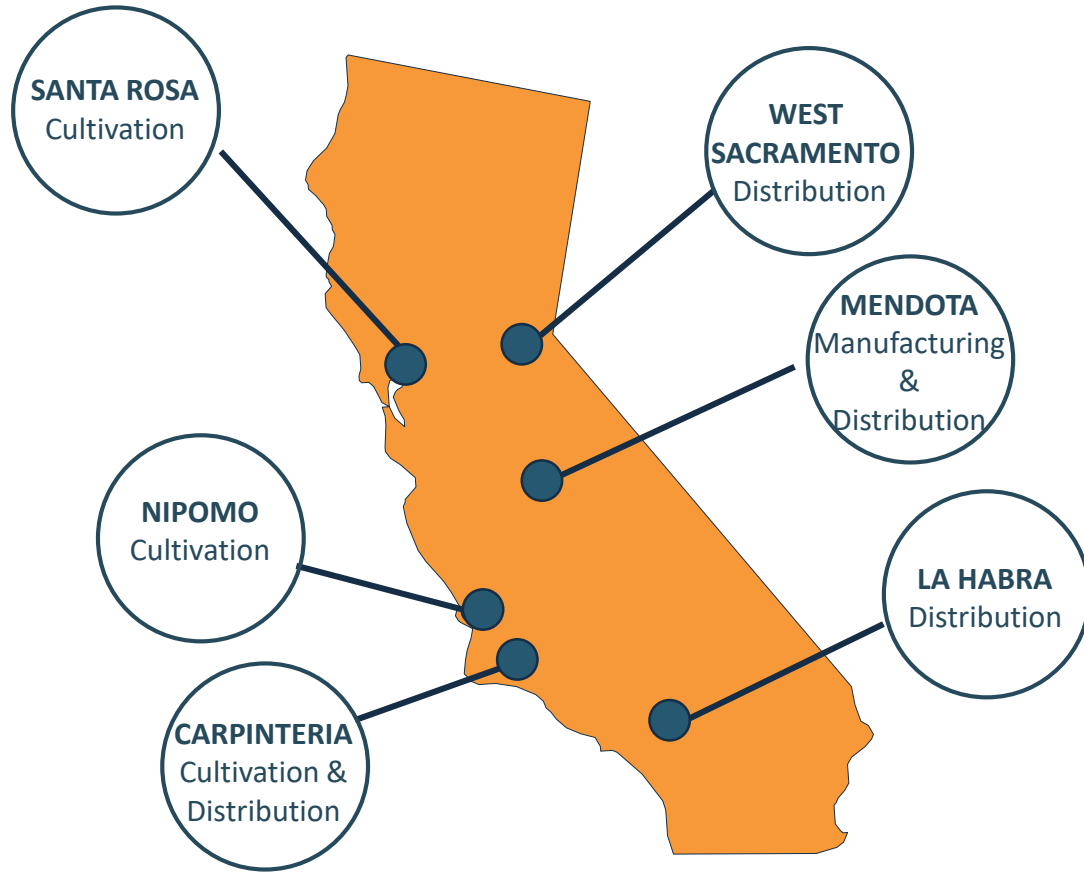 SANTA ROSA
Cultivation
WEST
SACRAMENTO
Distribution
MENDOTA
Manufacturing
&
Distribution
NIPOMO
Cultivation
LA HABRA
Distribution
CARPINTERIA
Cultivation &
Distribution